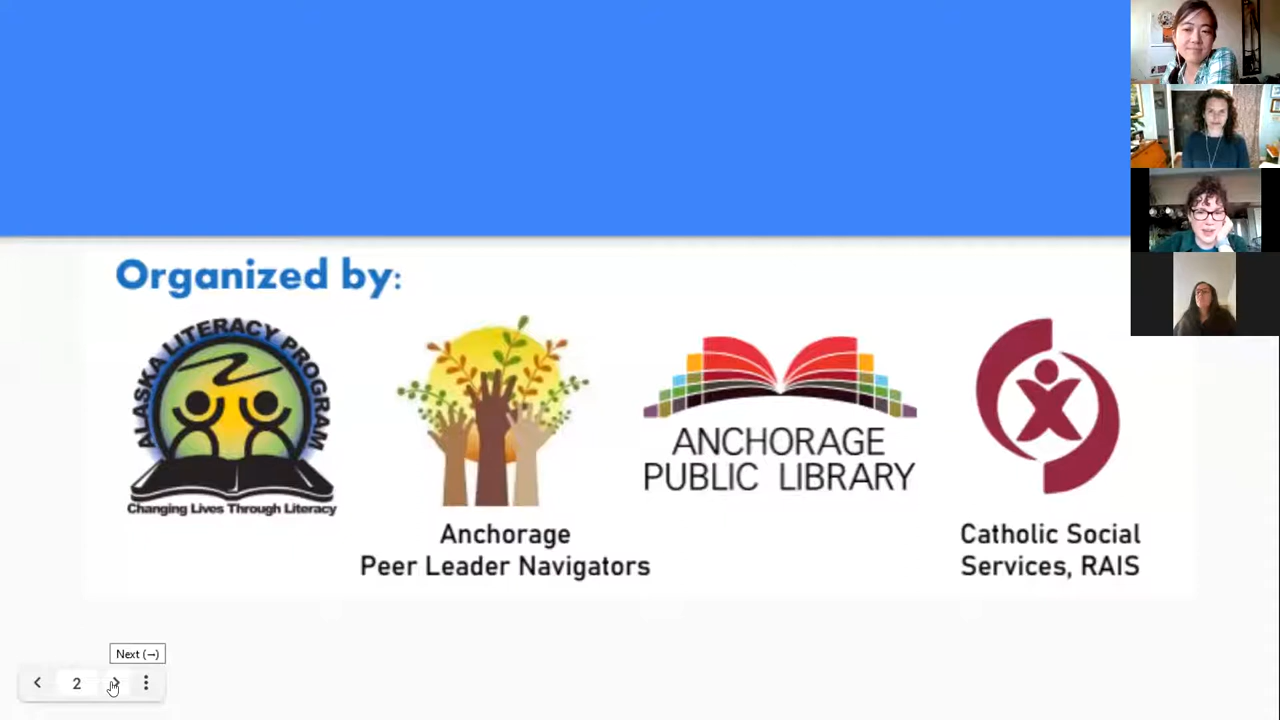 Organized by:
ALASKA LITERACY PROGRAM
Changing Lives Through Literacy
Anchorage
Peer Leader Navigators
ANCHORAGE
PUBLIC LIBRARY
Catholic Social
Services, RAIS
Next (→)
2